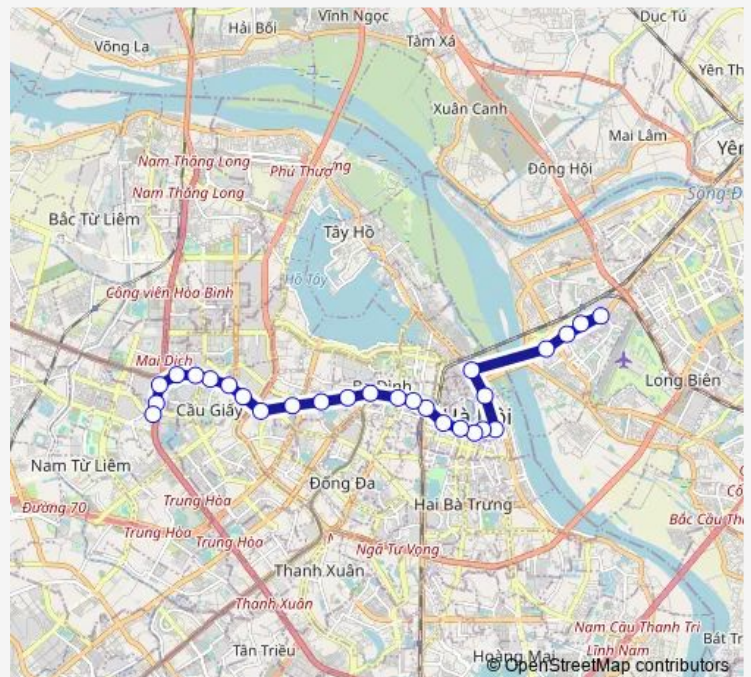 Vĩnh Ngọc
Dục Tú
Hải Bối
Võng La
Tàm Xá
Yên Th
Xuân Canh
Mai Lâm
Yên
Đông Hội
Nam Thăng Long
Phú Thượng
Nam Thăng Long
Sông Đ
Bắc Từ Liêm
Tây Hồ
Hồ Tây
Công viên Hòa Bình
Mai Dịch
Long Biên
Cầu Giấy
Nam Từ Liêm
Đống Đa
Trung Hòa
Hai Bà Trưng
Đường 70
Trung Hòa
Trung Hòa
Ngã Tư Vọng
Bắc Cầu Th
Thanh Xuân
Thanh Xuân
Nam Cầu Thanh Trì
Bát Tr
Tân Triều
Hoàng Mai
Lĩnh Nam
© OpenStreetMap contributors